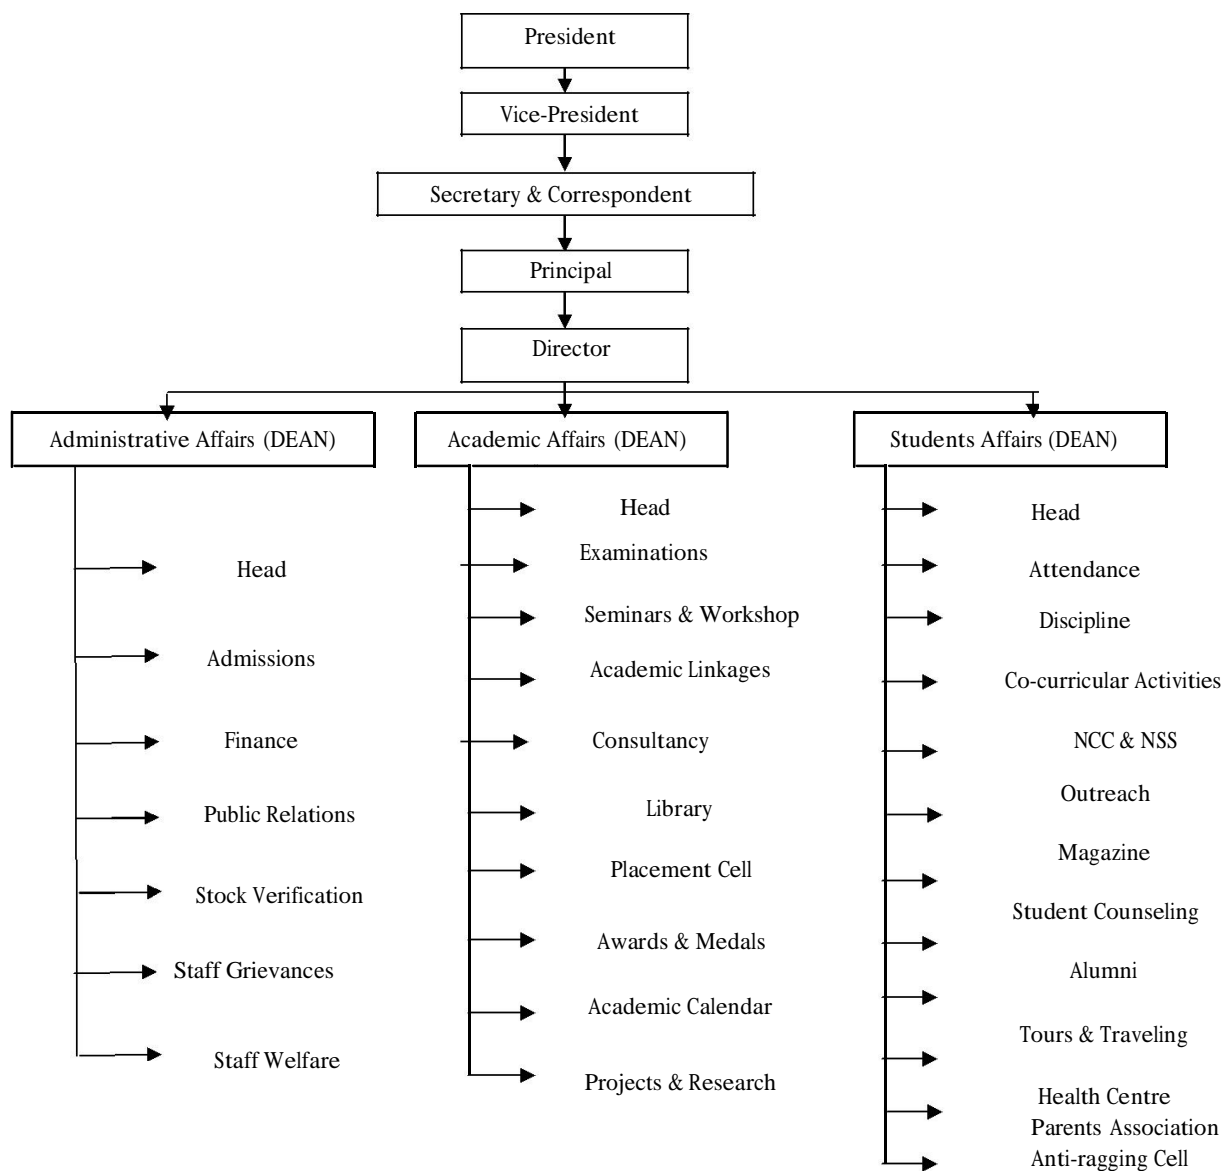 President
Vice-President
Secretary & Correspondent
Principal
Director
Administrative Affairs (DEAN)
Head
Admissions
Finance
Public Relations
Stock Verification
Staff Grievances
Staff Welfare
Academic Affairs (DEAN)
Head
Examinations
Seminars & Workshop
Academic Linkages
Consultancy
Library
Placement Cell
Awards & Medals
Academic Calendar
Projects & Research
Students Affairs (DEAN)
Head
Attendance
Discipline
Co-curricular Activities
NCC & NSS
Outreach
Magazine
Student Counseling
Alumni
Tours & Traveling
Health Centre
Parents Association
Anti-ragging Cell